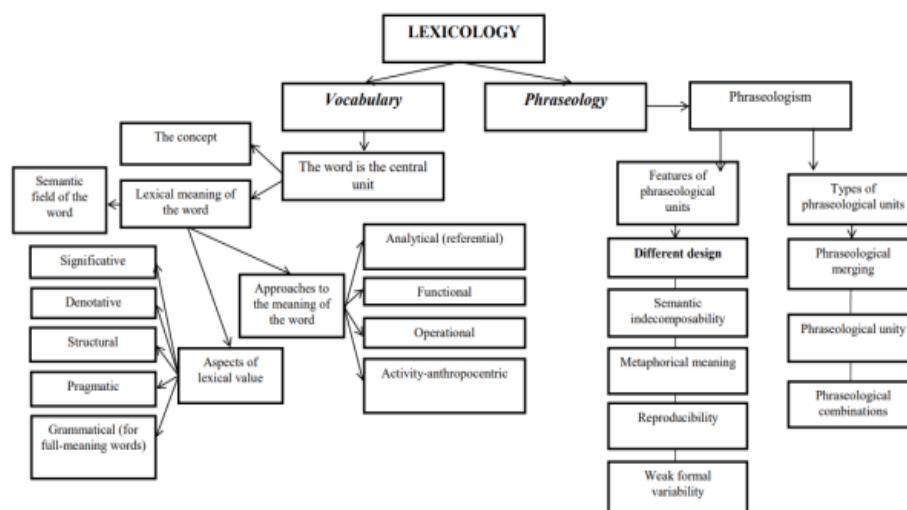 LEXICOLOGY
Vocabulary
Phraseology
Phraseologism
The concept
The word is the central
unit
Semantic
field of the
word
Lexical meaning of
the word
Features of
phraseological
units
Types of
phraseological units
Significative
Denotative
Structural
Pragmatic
Grammatical (for
full-meaning words)
Approaches to
the meaning of
the word
Aspects of
lexical value
Analytical (referential)
Functional
Operational
Activity-anthropocentric
Different design
Semantic
indecomposability
Metaphorical meaning
Reproducibility
Weak formal
variability
Phraseological
merging
Phraseological unity
Phraseological
combinations